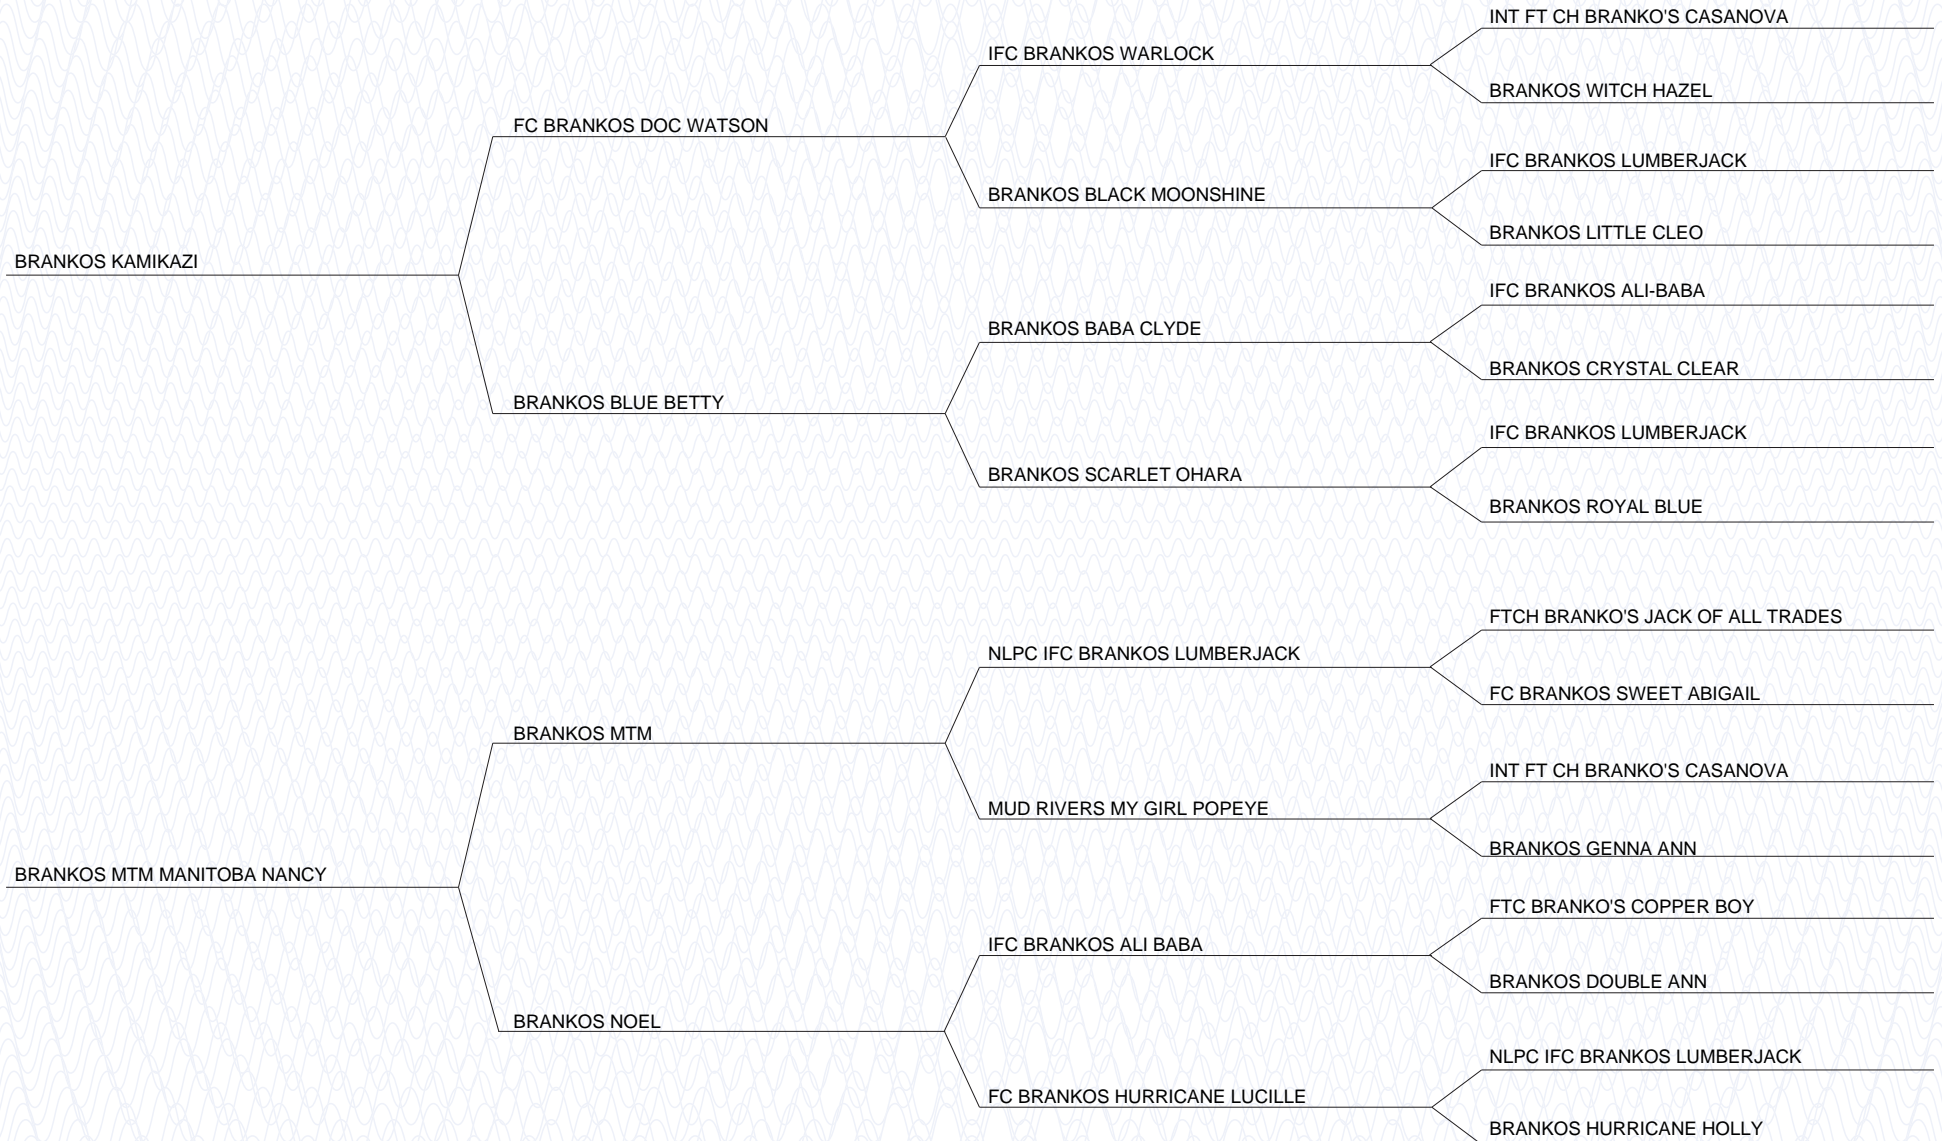 INT FT CH BRANKO'S CASANOVA
IFC BRANKOS WARLOCK
BRANKOS WITCH HAZEL
FC BRANKOS DOC WATSON
IFC BRANKOS LUMBERJACK
BRANKOS BLACK MOONSHINE
BRANKOS LITTLE CLEO
BRANKOS KAMIKAZI
IFC BRANKOS ALI-BABA
BRANKOS BABA CLYDE
BRANKOS CRYSTAL CLEAR
BRANKOS BLUE BETTY
IFC BRANKOS LUMBERJACK
BRANKOS SCARLET OHARA
BRANKOS ROYAL BLUE
FTCH BRANKO'S JACK OF ALL TRADES
NLPC IFC BRANKOS LUMBERJACK
FC BRANKOS SWEET ABIGAIL
BRANKOS MTM
INT FT CH BRANKO'S CASANOVA
MUD RIVERS MY GIRL POPEYE
BRANKOS GENNA ANN
BRANKOS MTM MANITOBA NANCY
FTC BRANKO'S COPPER BOY
IFC BRANKOS ALI BABA
BRANKOS DOUBLE ANN
BRANKOS NOEL
NLPC IFC BRANKOS LUMBERJACK
FC BRANKOS HURRICANE LUCILLE
BRANKOS HURRICANE HOLLY